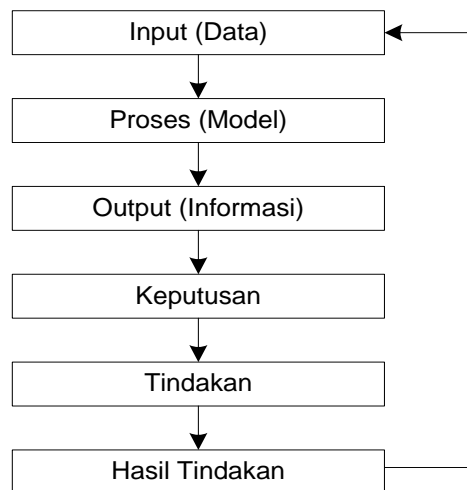 Input (Data)
Proses (Model)
Output (Informasi)
Keputusan
Tindakan
Hasil Tindakan